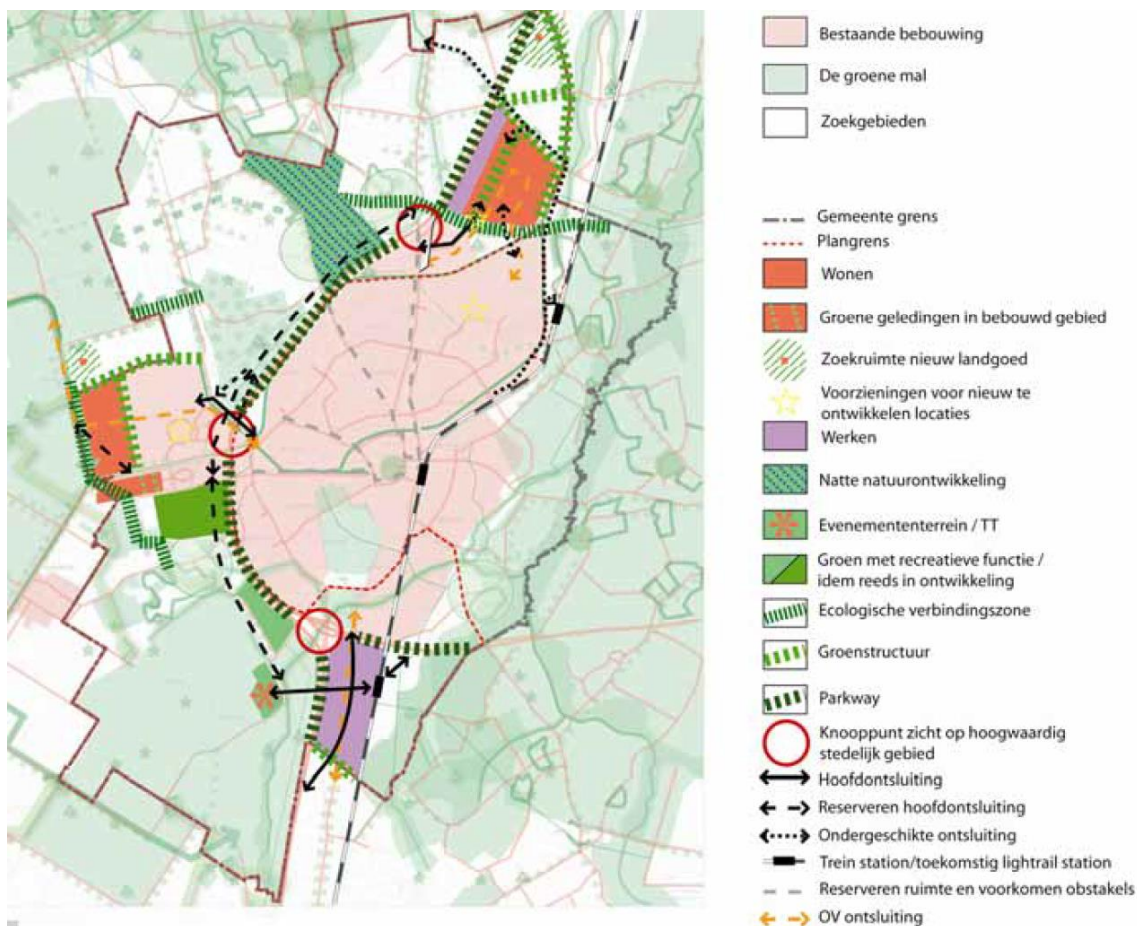 Bestaande bebouwing
De groene mal
Zoekgebieden
Gemeente grens
Plangrens
Wonen
Groene geledingen in bebouwd gebied
Zoekruimte nieuw landgoed
Voorzieningen voor nieuw te
ontwikkelen locaties
Werken
Natte natuurontwikkeling
Evenemententerrein / TT
Groen met recreatieve functie /
idem reeds in ontwikkeling
Ecologische verbindingszone
Groenstructuur
Parkway
Knooppunt zicht op hoogwaardig
stedelijk gebied
Hoofdontsluiting
Reserveren hoofdontsluiting
Ondergeschikte ontsluiting
Trein station/toekomstig lightrail station
Reserveren ruimte en voorkomen obstakels
OV ontsluiting